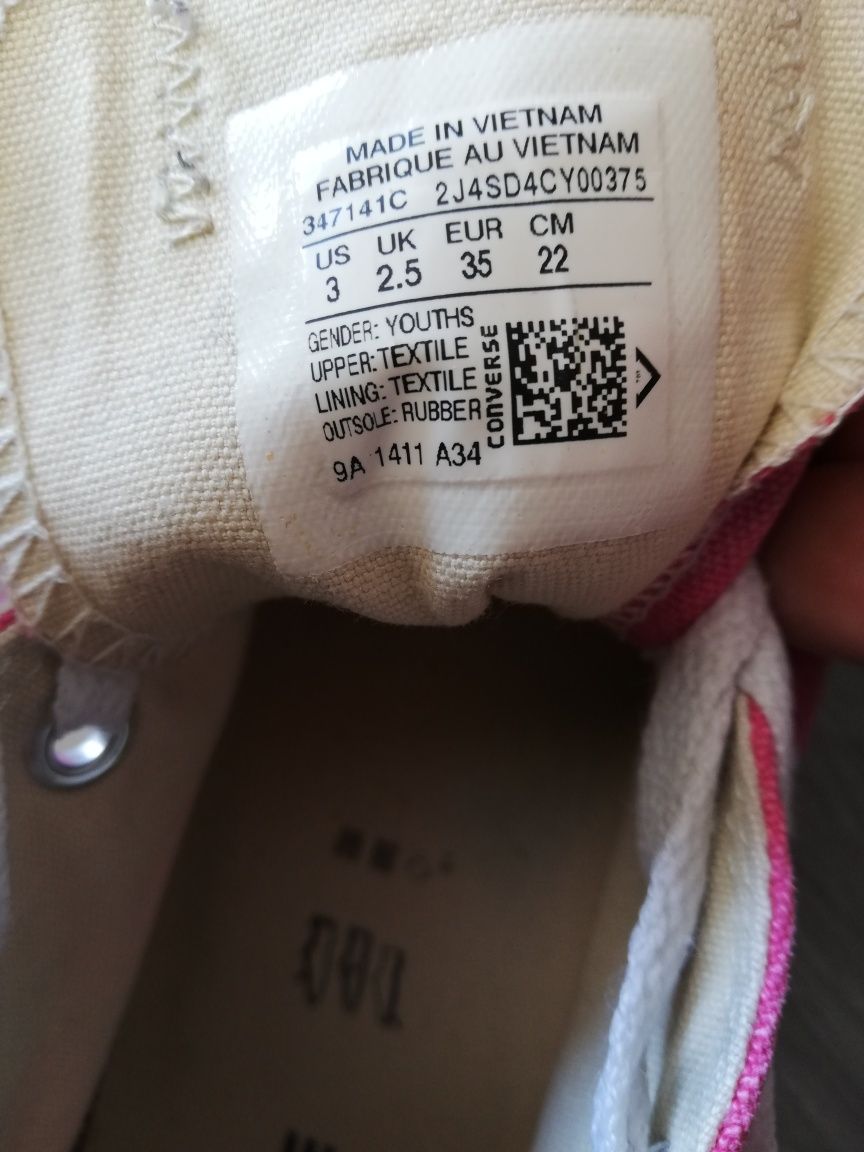 MADE IN VIETNAM
FABRIQUE AU VIETNAM
347141C 2J4SD4CY00375
US UK EUR CM
3 2.5 35 22
GENDER: YOUTHS
UPPER: TEXTILE
LINING: TEXTILE
OUTSOLE: RUBBER
9A 1411 A34
CONVERSE